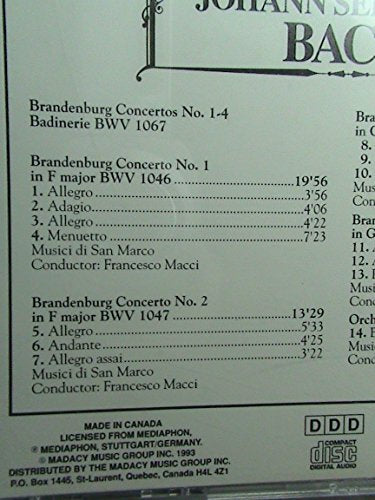 JOHANN SE
BAC
Brandenburg Concertos No. 1-4
Badinerie BWV 1067
Brandenburg Concerto No. 1
in F major BWV 1046 ........................ 19'56
1. Allegro ........................ 3'56
2. Adagio ........................ 4'06
3. Allegro ........................ 4'22
4. Menuetto ........................ 7'23
Musici di San Marco
Conductor: Francesco Macci
Brandenburg Concerto No. 2
in F major BWV 1047 ........................ 13'29
5. Allegro ........................ 5'33
6. Andante ........................ 4'25
7. Allegro assai ........................ 3'22
Musici di San Marco
Conductor: Francesco Macci
Bra
in G
8.
9.
10.
Musi
Cond
Bran
in G
11.
12.
13.
Musi
Cond
Orch
14.
Musi
Cond
MADE IN CANADA
LICENSED FROM MEDIAPHON,
℗ MEDIAPHON, STUTTGART/GERMANY.
© MADACY MUSIC GROUP INC. 1993
DISTRIBUTED BY THE MADACY MUSIC GROUP INC.
P.O. Box 1445, St-Laurent, Quebec, Canada H4L 4Z1
D D D
COMPACT
disc
DIGITAL AUDIO